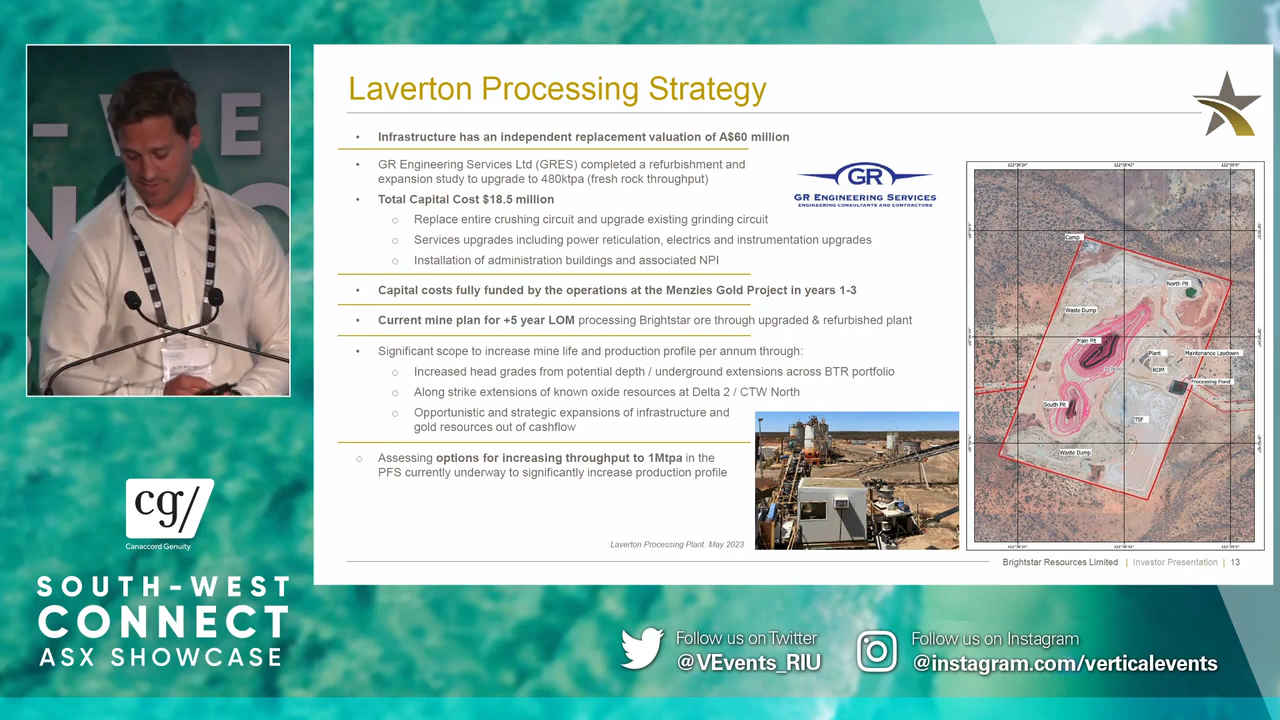 Laverton Processing Strategy
• Infrastructure has an independent replacement valuation of A$60 million
• GR Engineering Services Ltd (GRES) completed a refurbishment and
expansion study to upgrade to 480ktpa (fresh rock throughput)
• Total Capital Cost $18.5 million
o Replace entire crushing circuit and upgrade existing grinding circuit
o Services upgrades including power reticulation, electrics and instrumentation upgrades
o Installation of administration buildings and associated NPI
• Capital costs fully funded by the operations at the Menzies Gold Project in years 1-3
• Current mine plan for +5 year LOM processing Brightstar ore through upgraded & refurbished plant
• Significant scope to increase mine life and production profile per annum through:
o Increased head grades from potential depth / underground extensions across BTR portfolio
o Along strike extensions of known oxide resources at Delta 2 / CTW North
o Opportunistic and strategic expansions of infrastructure and
gold resources out of cashflow
o Assessing options for increasing throughput to 1Mtpa in the
PFS currently underway to significantly increase production profile
Laverton Processing Plant. May 2023
GR
GR ENGINEERING SERVICES
ENGINEERING CONSULTANTS AND CONTRACTORS
Camp
North Pit
Waste Dump
Main Pit
Plant
Maintenance Laydown
ROM
Processing Pond
South Pit
TSF
Waste Dump
Brightstar Resources Limited | Investor Presentation | 13
cg/
Canaccord Genuity
SOUTH-WEST
CONNECT
ASX SHOWCASE
Follow us on Twitter
@VEvents_RIU
Follow us on Instagram
@instagram.com/verticalevents